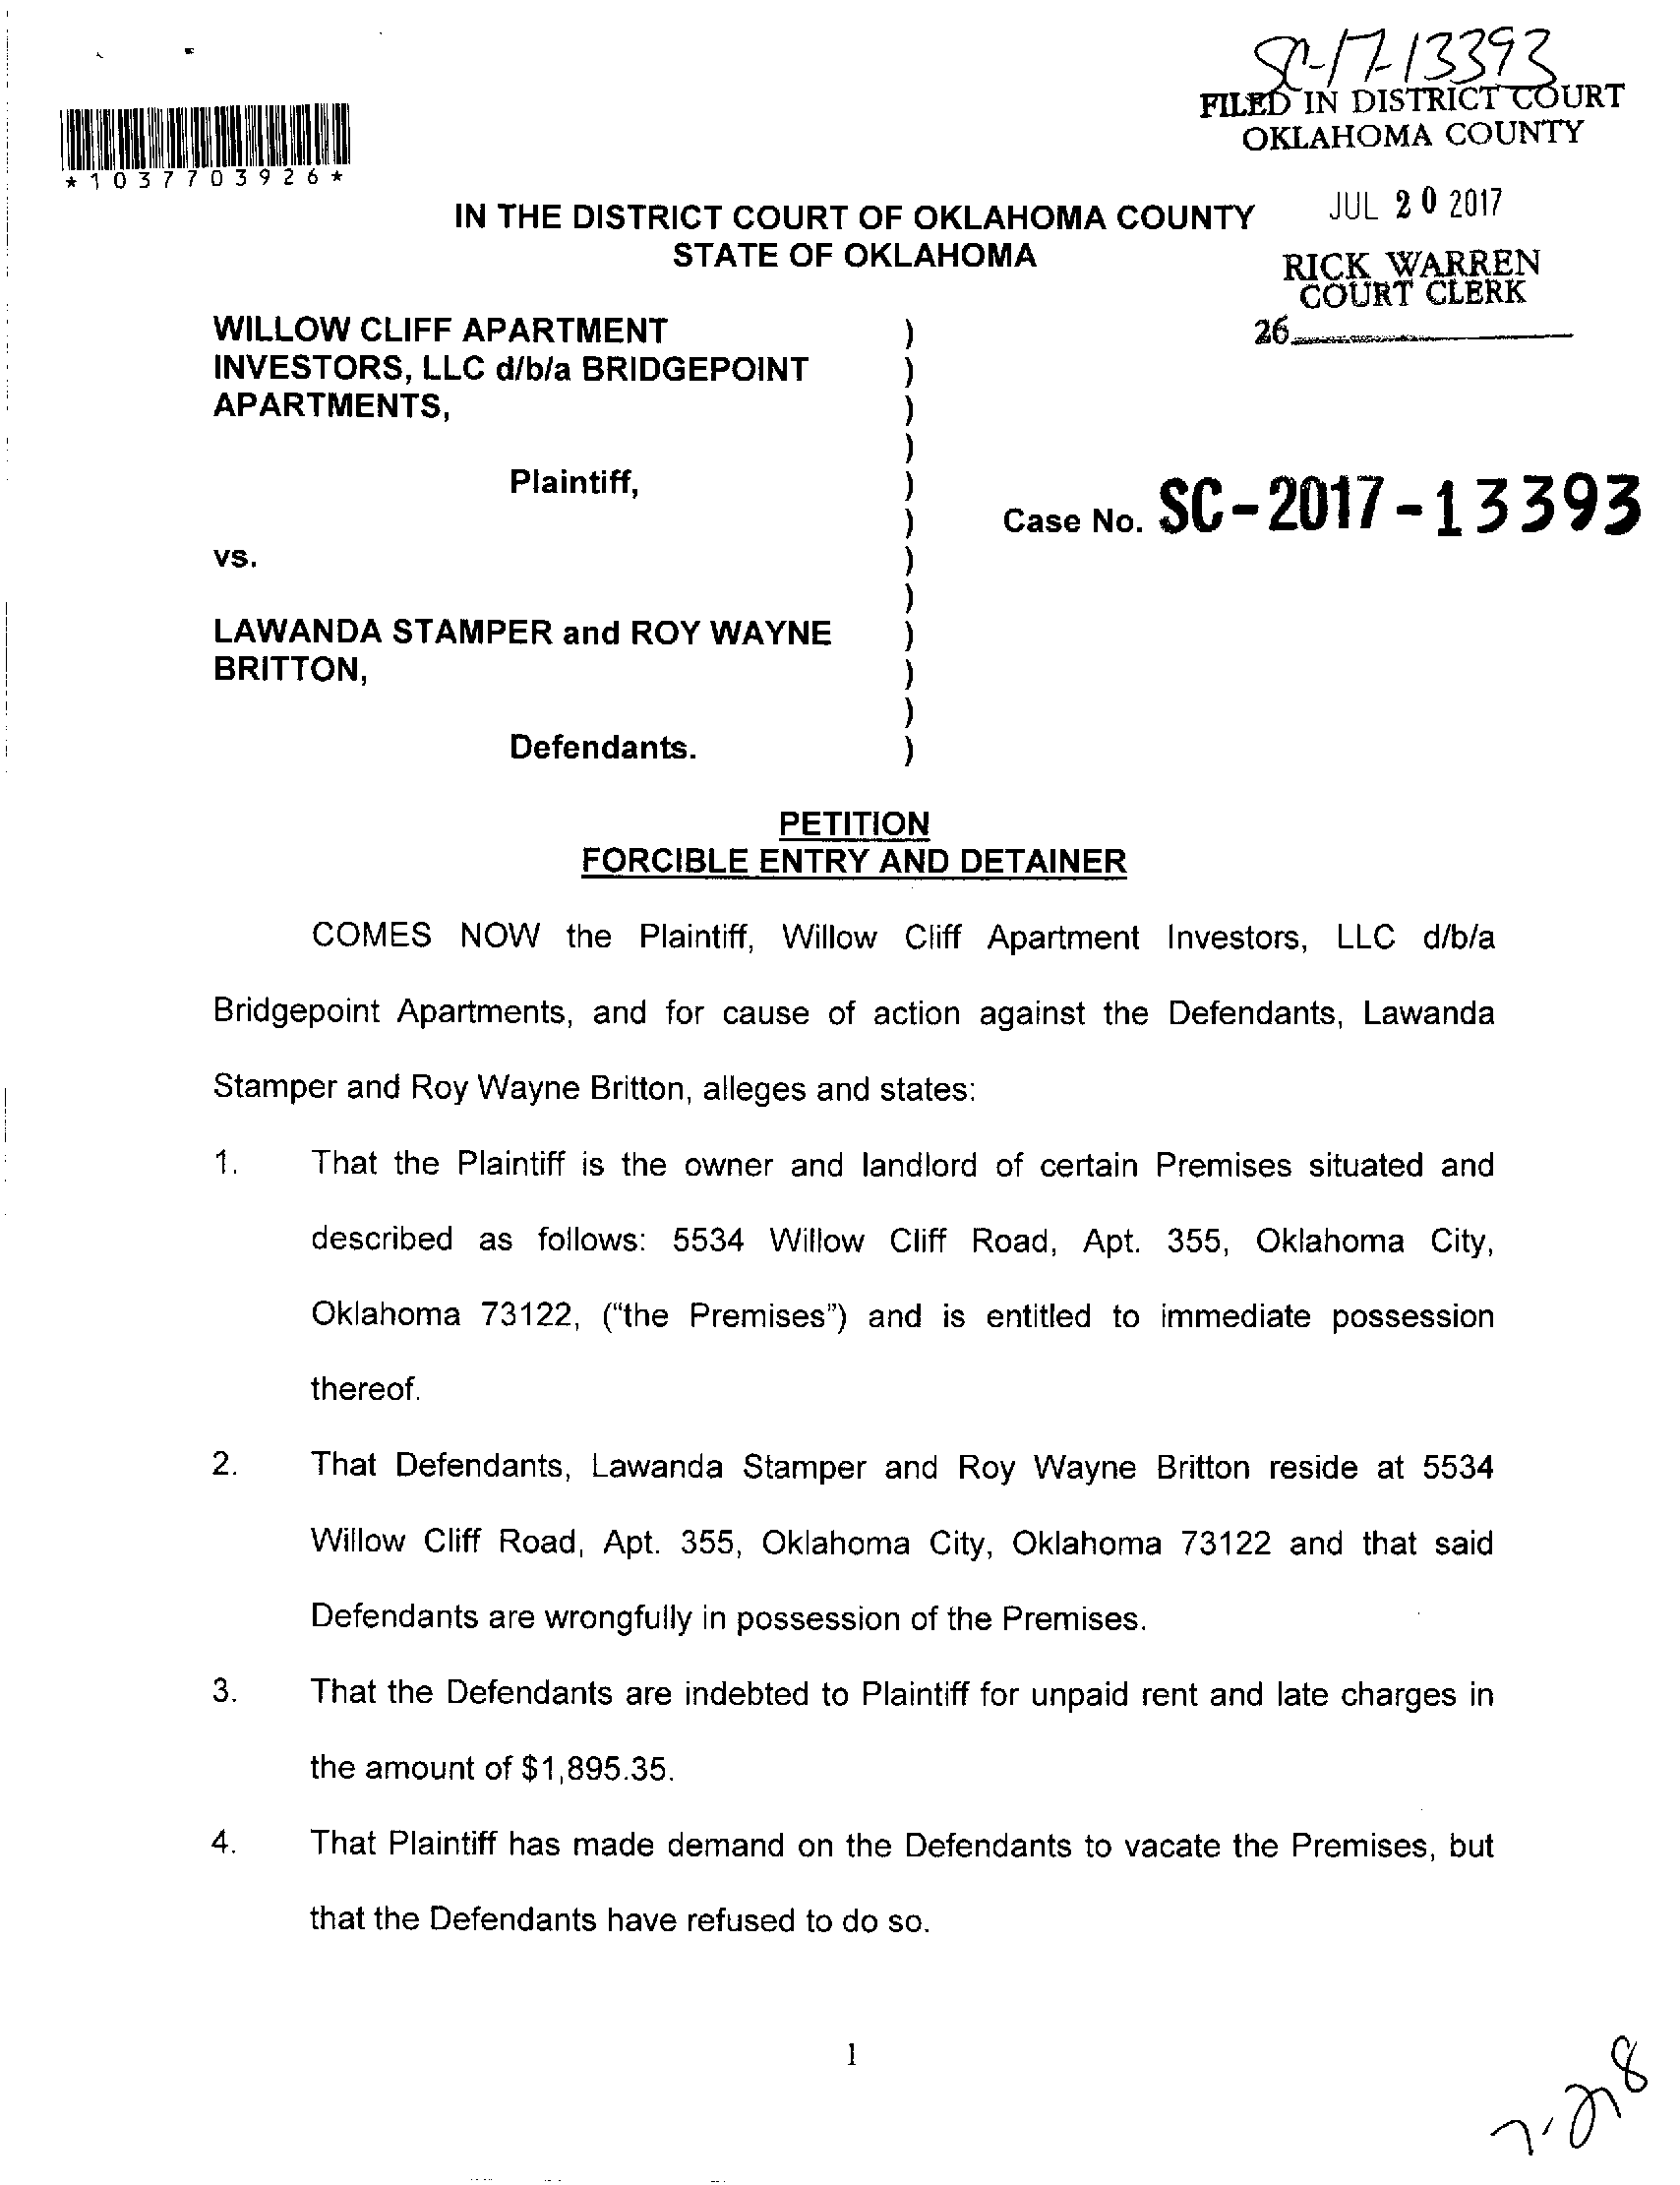 SC-17-13393
FILED IN DISTRICT COURT
OKLAHOMA COUNTY
*1037703926*
JUL 20 2017
IN THE DISTRICT COURT OF OKLAHOMA COUNTY
STATE OF OKLAHOMA
RICK WARREN
COURT CLERK
26
WILLOW CLIFF APARTMENT )
INVESTORS, LLC d/b/a BRIDGEPOINT )
APARTMENTS, )
)
Plaintiff, )
) Case No. SC-2017-13393
vs. )
)
LAWANDA STAMPER and ROY WAYNE )
BRITTON, )
)
Defendants. )
PETITION
FORCIBLE ENTRY AND DETAINER
COMES NOW the Plaintiff, Willow Cliff Apartment Investors, LLC d/b/a
Bridgepoint Apartments, and for cause of action against the Defendants, Lawanda
Stamper and Roy Wayne Britton, alleges and states:
1. That the Plaintiff is the owner and landlord of certain Premises situated and
described as follows: 5534 Willow Cliff Road, Apt. 355, Oklahoma City,
Oklahoma 73122, ("the Premises") and is entitled to immediate possession
thereof.
2. That Defendants, Lawanda Stamper and Roy Wayne Britton reside at 5534
Willow Cliff Road, Apt. 355, Oklahoma City, Oklahoma 73122 and that said
Defendants are wrongfully in possession of the Premises.
3. That the Defendants are indebted to Plaintiff for unpaid rent and late charges in
the amount of $1,895.35.
4. That Plaintiff has made demand on the Defendants to vacate the Premises, but
that the Defendants have refused to do so.
1